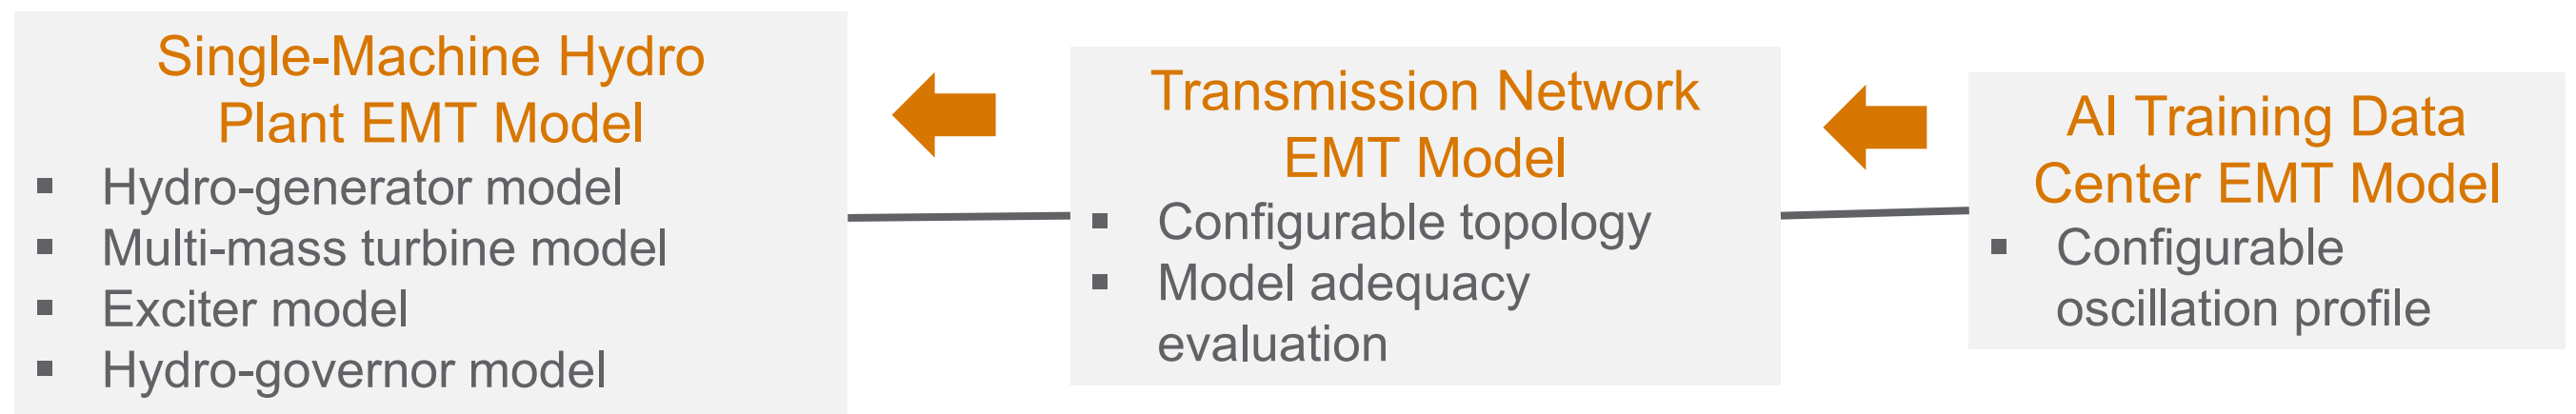 Single-Machine Hydro
Plant EMT Model
▪ Hydro-generator model
▪ Multi-mass turbine model
▪ Exciter model
▪ Hydro-governor model
Transmission Network
EMT Model
▪ Configurable topology
▪ Model adequacy
evaluation
AI Training Data
Center EMT Model
▪ Configurable
oscillation profile